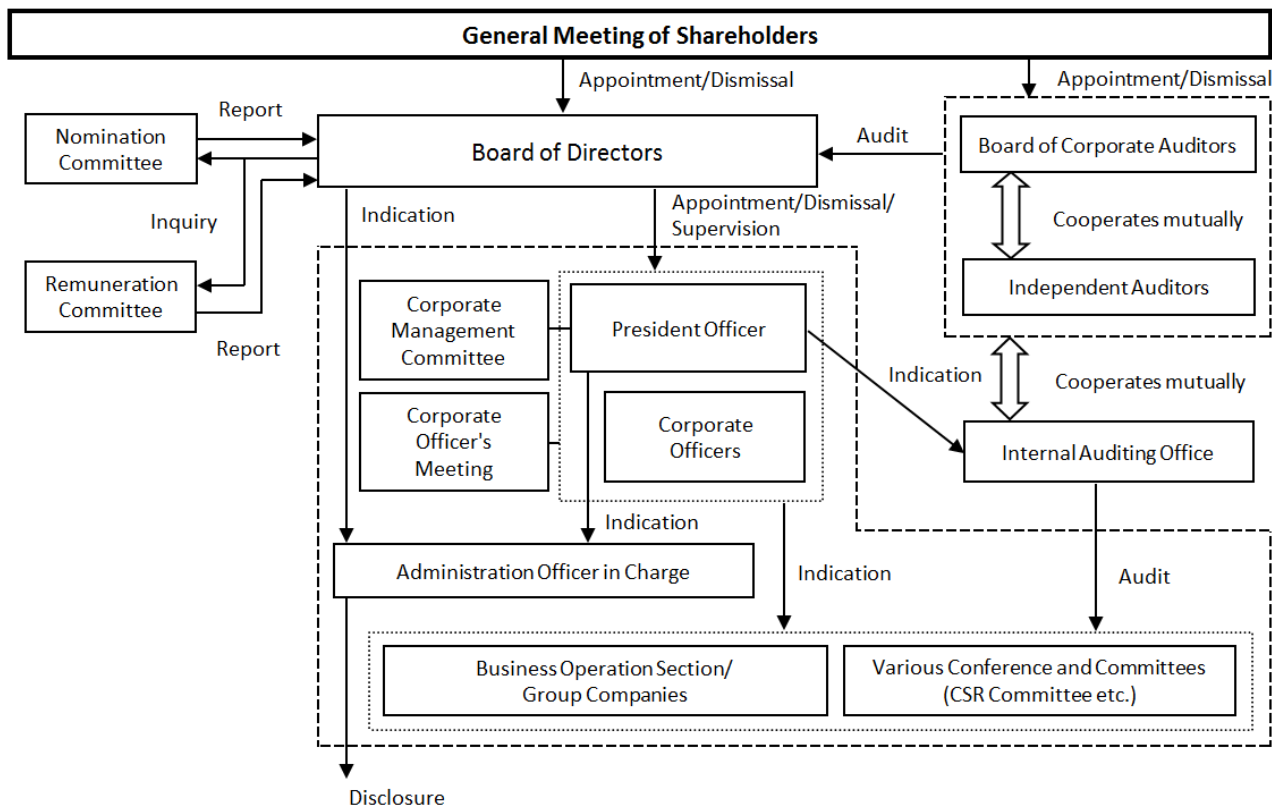 General Meeting of Shareholders
Appointment/Dismissal
Appointment/Dismissal
Report
Nomination
Committee
Board of Directors
Audit
Board of Corporate Auditors
Indication
Appointment/Dismissal/
Supervision
Inquiry
Cooperates mutually
Remuneration
Committee
Report
Corporate
Management
Committee
President Officer
Independent Auditors
Indication
Cooperates mutually
Corporate
Officer's
Meeting
Corporate
Officers
Internal Auditing Office
Indication
Administration Officer in Charge
Indication
Audit
Business Operation Section/
Group Companies
Various Conference and Committees
(CSR Committee etc.)
Disclosure